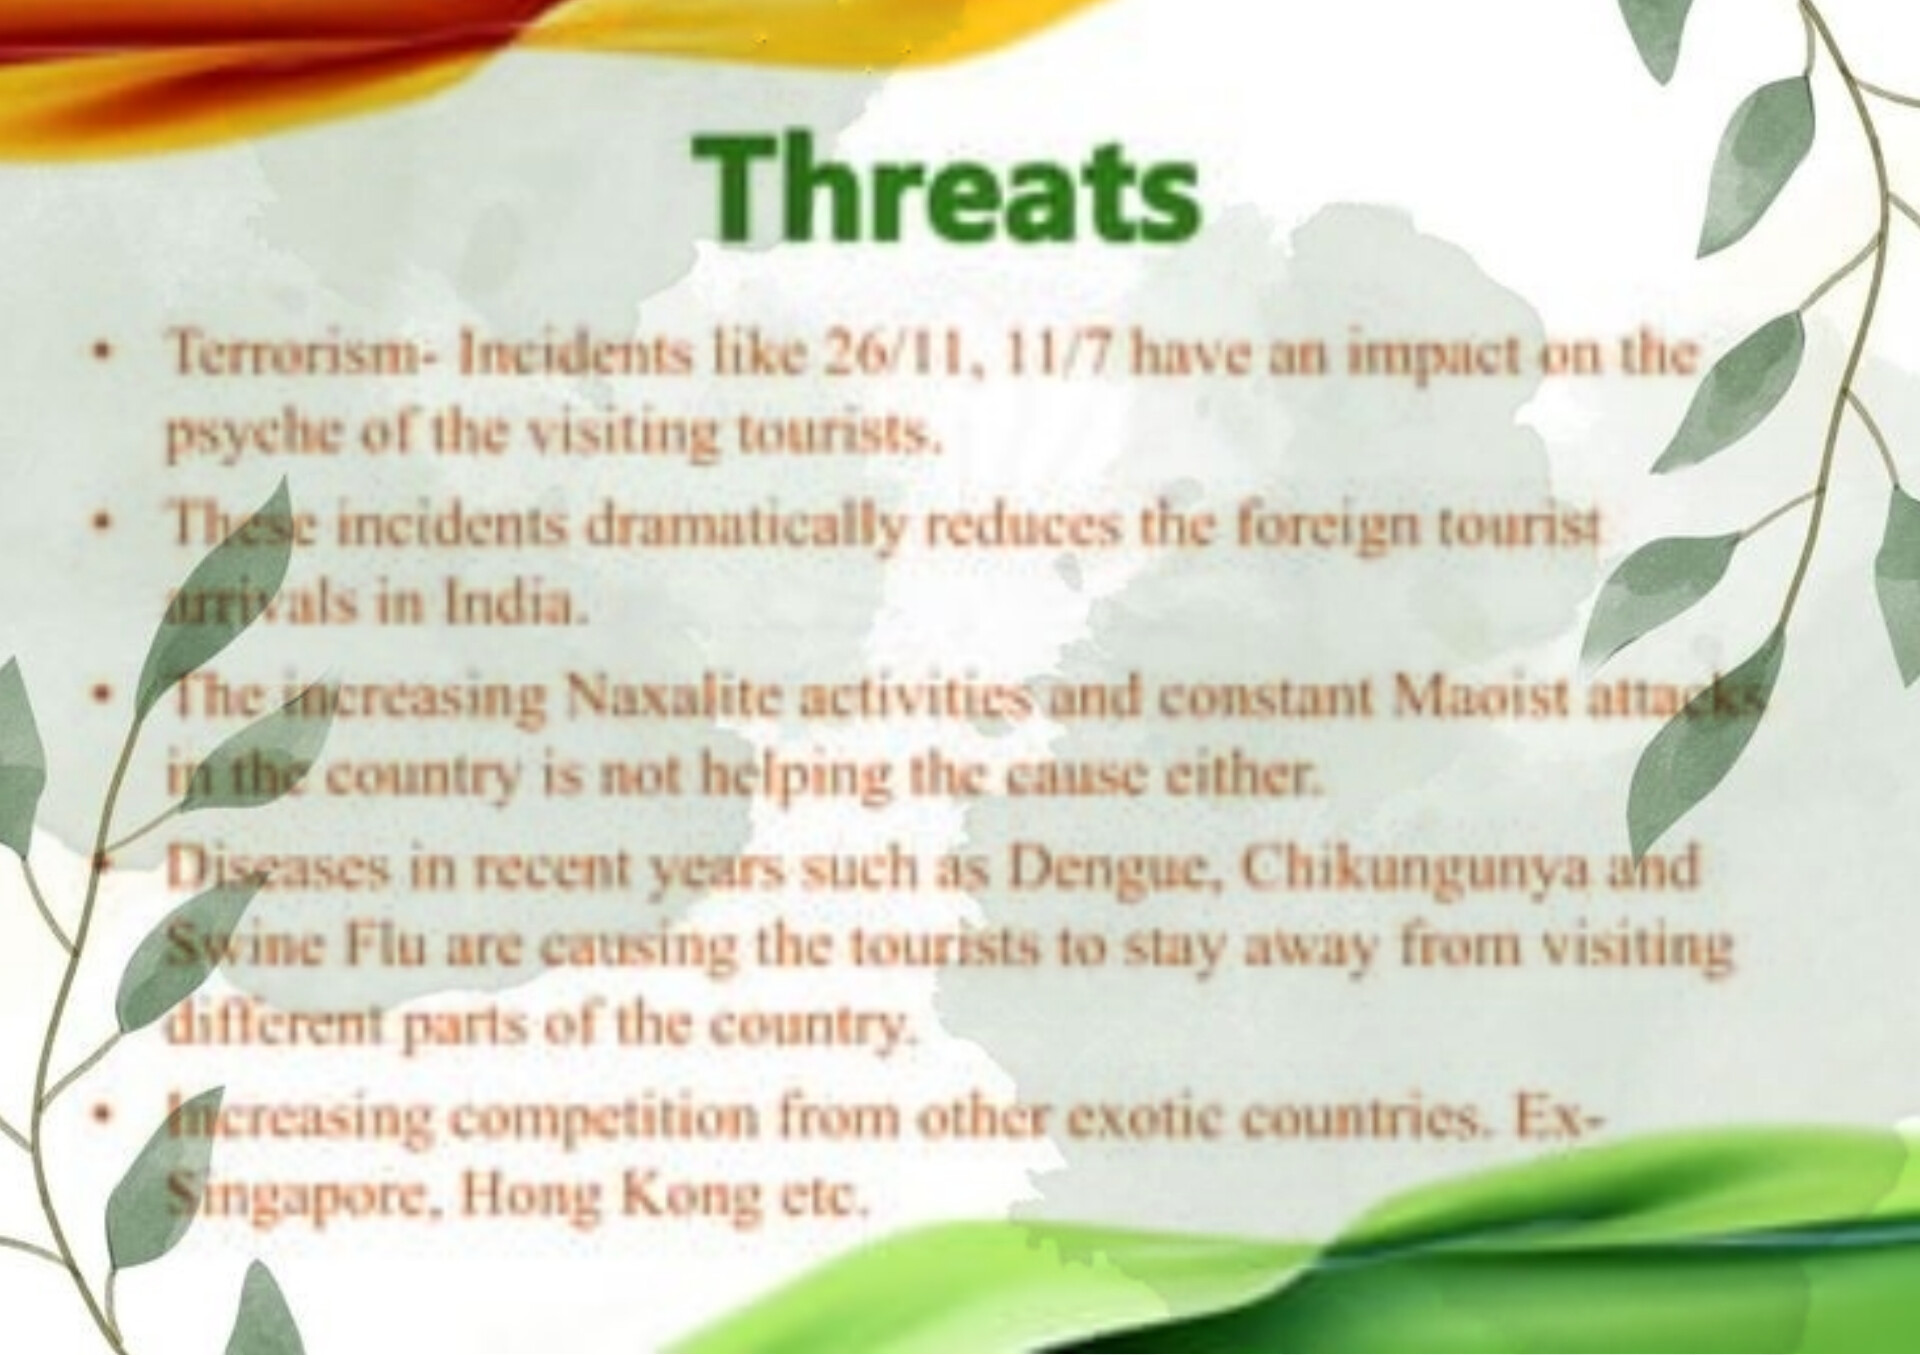 Threats
• Terrorism- Incidents like 26/11, 11/7 have an impact on the
psyche of the visiting tourists.
• These incidents dramatically reduces the foreign tourist
arrivals in India.
• The increasing Naxalite activities and constant Maoist attacks
in the country is not helping the cause either.
• Diseases in recent years such as Dengue, Chikungunya and
Swine Flu are causing the tourists to stay away from visiting
different parts of the country.
• Increasing competition from other exotic countries. Ex-
Singapore, Hong Kong etc.